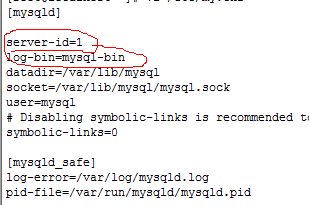 [mysqld]
server-id=1
log-bin=mysql-bin
datadir=/var/lib/mysql
socket=/var/lib/mysql/mysql.sock
user=mysql
# Disabling symbolic-links is recommended to
symbolic-links=0
[mysqld_safe]
log-error=/var/log/mysqld.log
pid-file=/var/run/mysqld/mysqld.pid